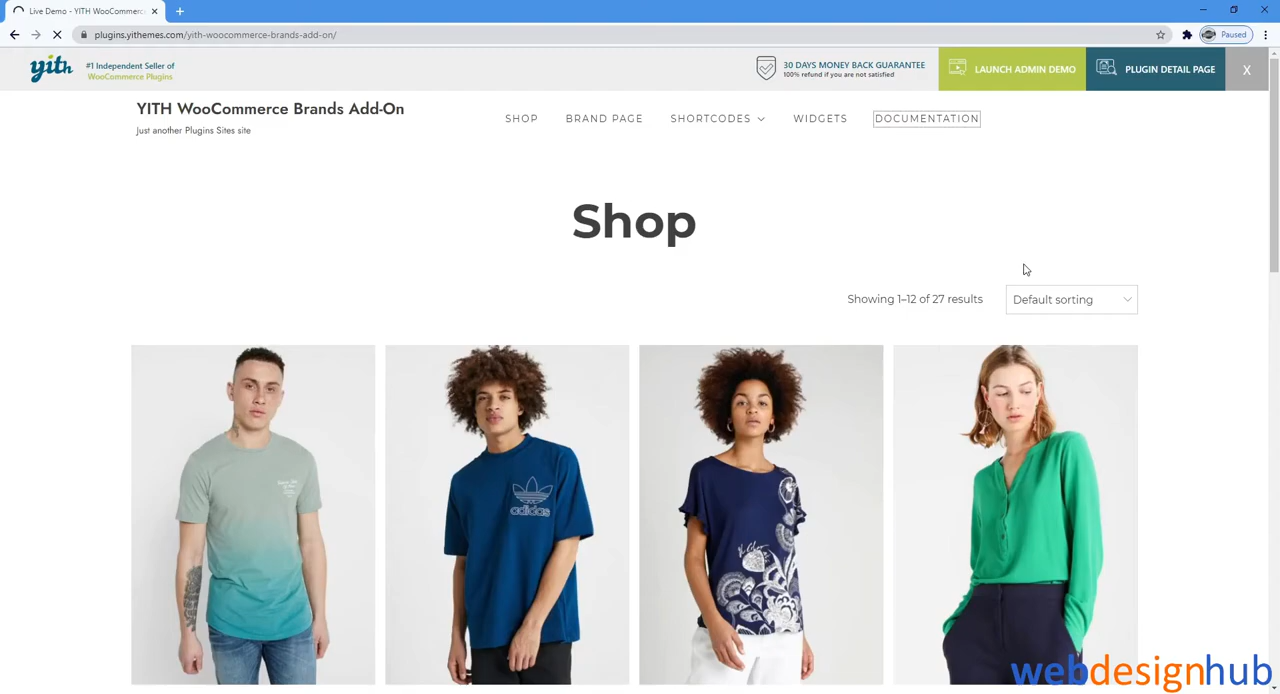 Live Demo - YITH WooCommerc
plugins.yithemes.com/yith-woocommerce-brands-add-on/
Paused
yith
#1 Independent Seller of
WooCommerce Plugins
30 DAYS MONEY BACK GUARANTEE
100% refund if you are not satisfied
LAUNCH ADMIN DEMO
PLUGIN DETAIL PAGE
X
YITH WooCommerce Brands Add-On
Just another Plugins Sites site
SHOP
BRAND PAGE
SHORTCODES
WIDGETS
DOCUMENTATION
Shop
Showing 1–12 of 27 results
Default sorting
adidas
webdesignhub